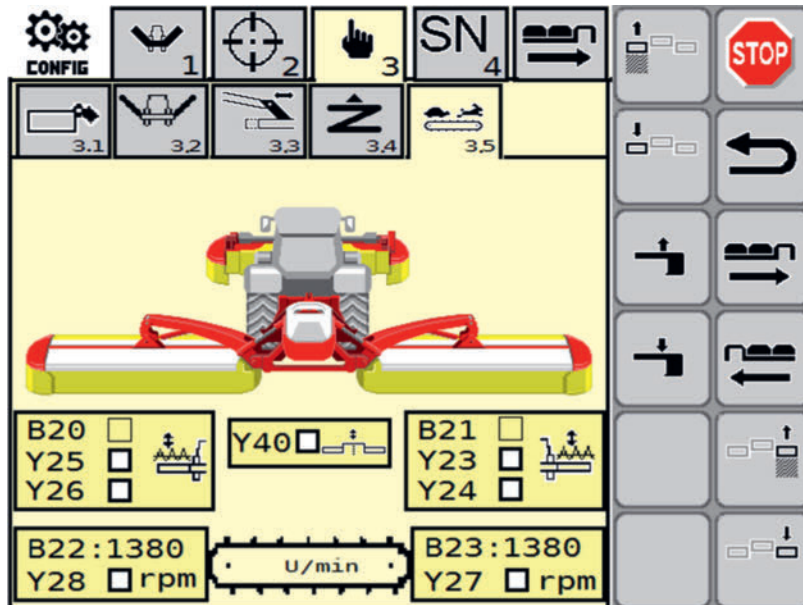 CONFIG
1
2
3
SN
4
STOP
3.1
3,2
3,3
3,4
3,5
B20
Y25
Y26
Y40
B21
Y23
Y24
B22:1380
Y28 rpm
U/min
B23:1380
Y27 rpm